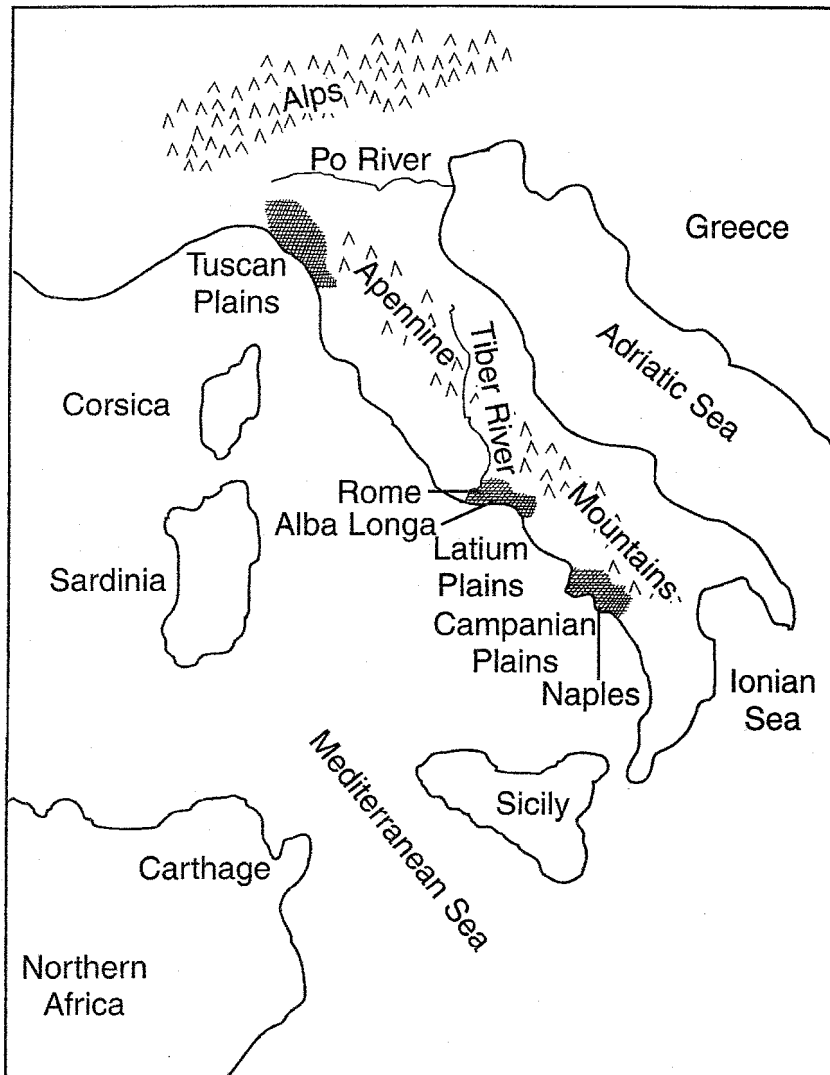 Alps
Po River
Greece
Tuscan
Plains
Apennine
Mountains
Tiber River
Adriatic Sea
Corsica
Rome
Alba Longa
Latium
Plains
Sardinia
Campanian
Plains
Naples
Ionian
Sea
Mediterranean Sea
Sicily
Carthage
Northern
Africa